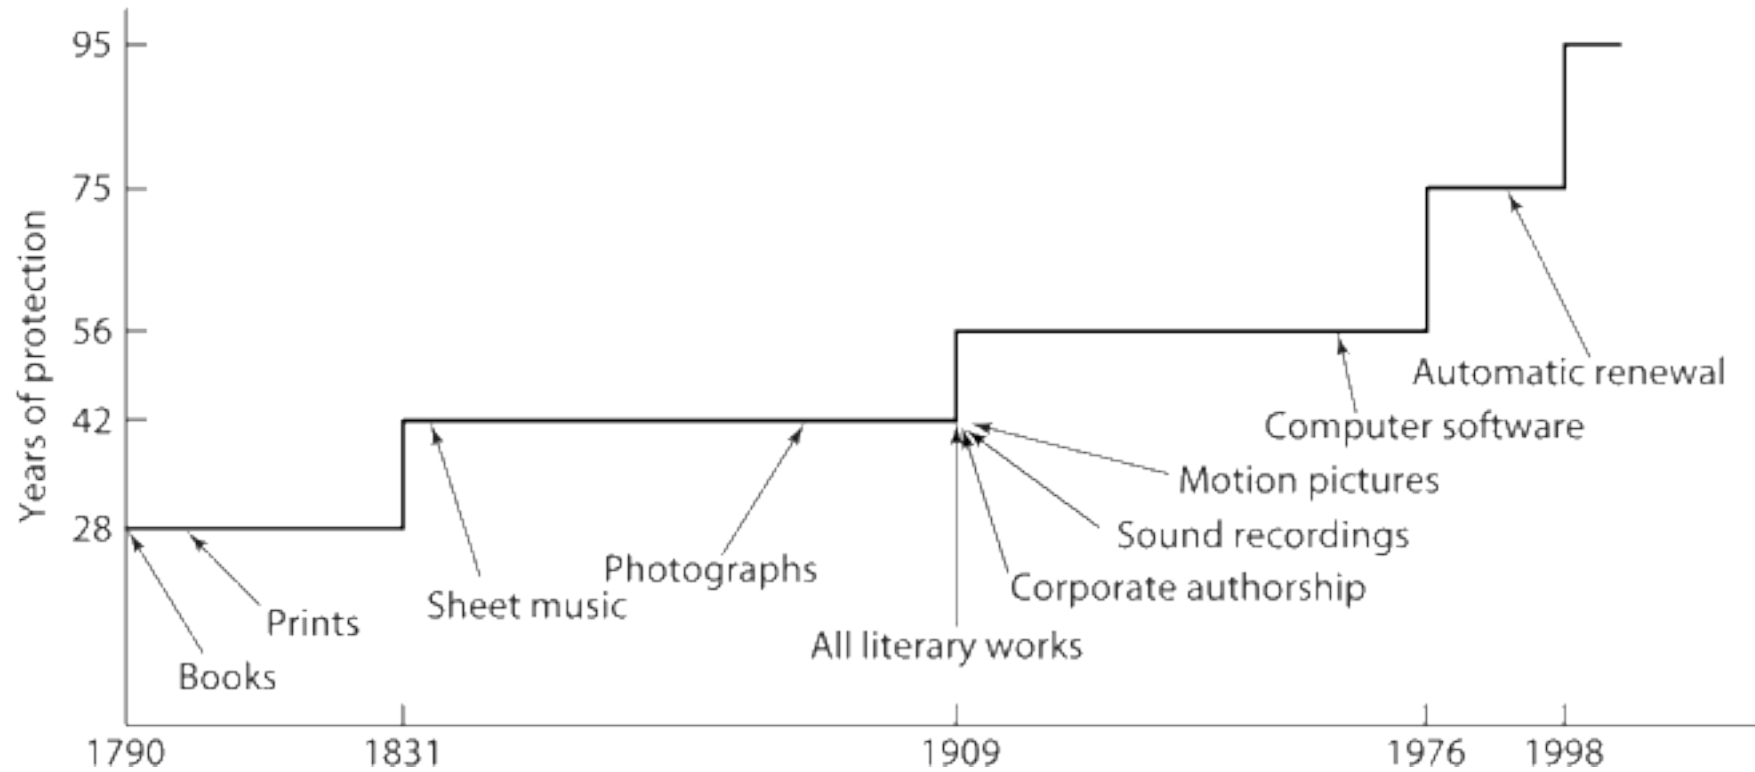 Years of protection
95
75
56
42
28
Automatic renewal
Computer software
Motion pictures
Sound recordings
Photographs
Corporate authorship
Sheet music
Prints
All literary works
Books
1790
1831
1909
1976
1998